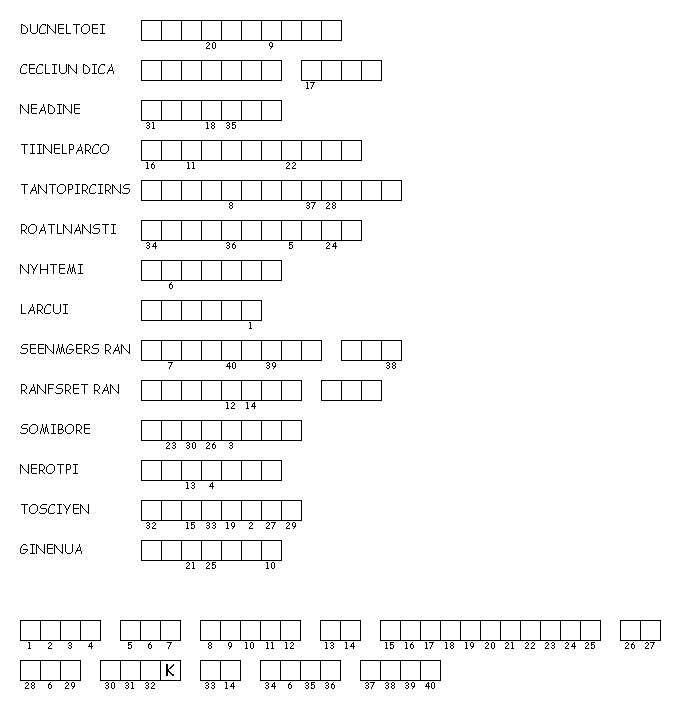 DUCNELTOEI
20 9
CECLIUN DICA
17
NEADINE
31 18 35
TIINELPARCO
16 11 22
TANTOPIRCIRNS
8 37 28
ROATLNANSTI
34 36 5 24
NYHTEMI
6
LARCUI
1
SEENMGERS RAN
7 40 39 38
RANFSRET RAN
12 14
SOMIBORE
23 30 26 3
NEROTPI
13 4
TOSCIYEN
32 15 33 19 2 27 29
GINENUA
21 25 10
1 2 3 4 5 6 7 8 9 10 11 12 13 14 15 16 17 18 19 20 21 22 23 24 25 26 27
K
28 6 29 30 31 32 33 14 34 6 35 36 37 38 39 40